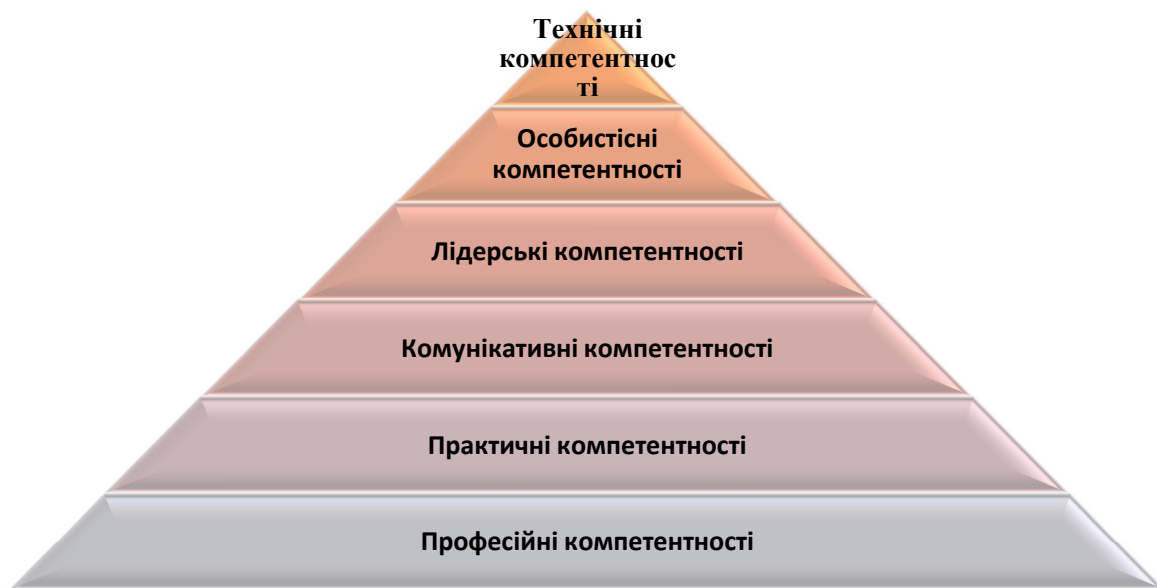 Технічні
компетентнос
ті
Особистісні
компетентності
Лідерські компетентності
Комунікативні компетентності
Практичні компетентності
Професійні компетентності